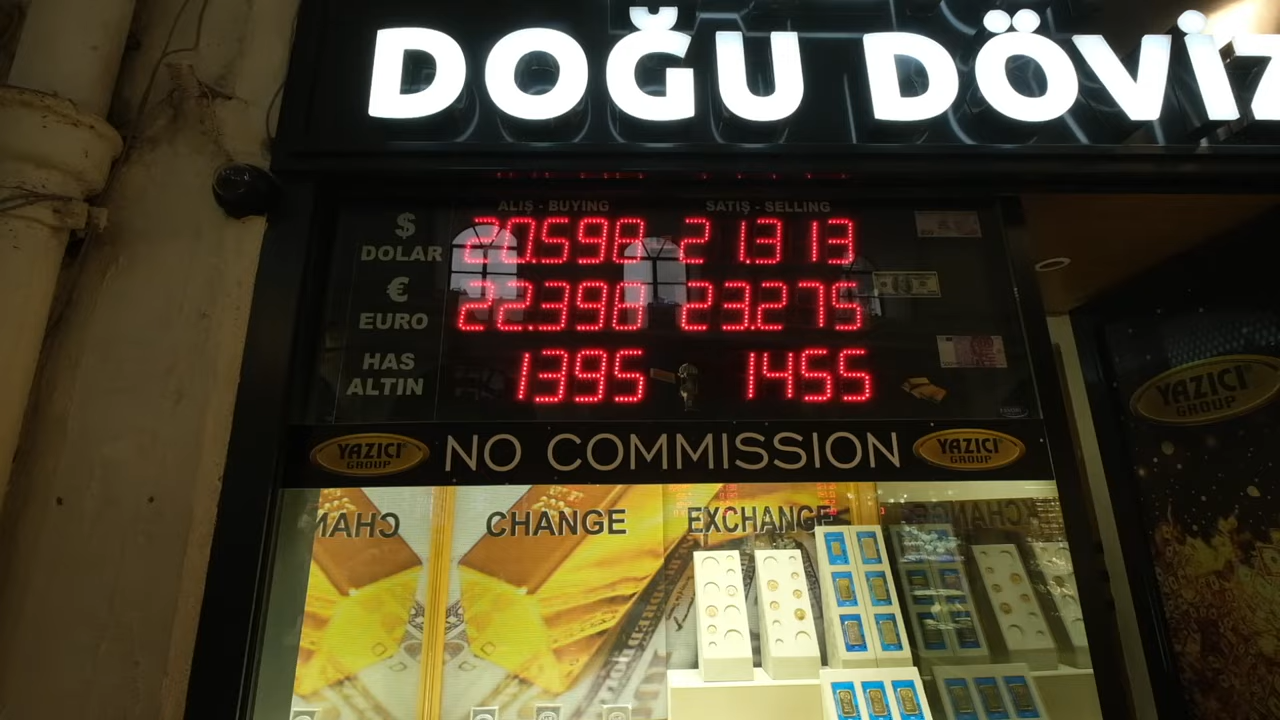 DOĞU DÖVİZ
ALIŞ - BUYING SATIŞ - SELLING
$ DOLAR 20.598 21.313
€ EURO 22.398 23.275
HAS ALTIN 1395 1455
YAZICI GROUP NO COMMISSION YAZICI GROUP
YAZICI GROUP
CHANGE EXCHANGE